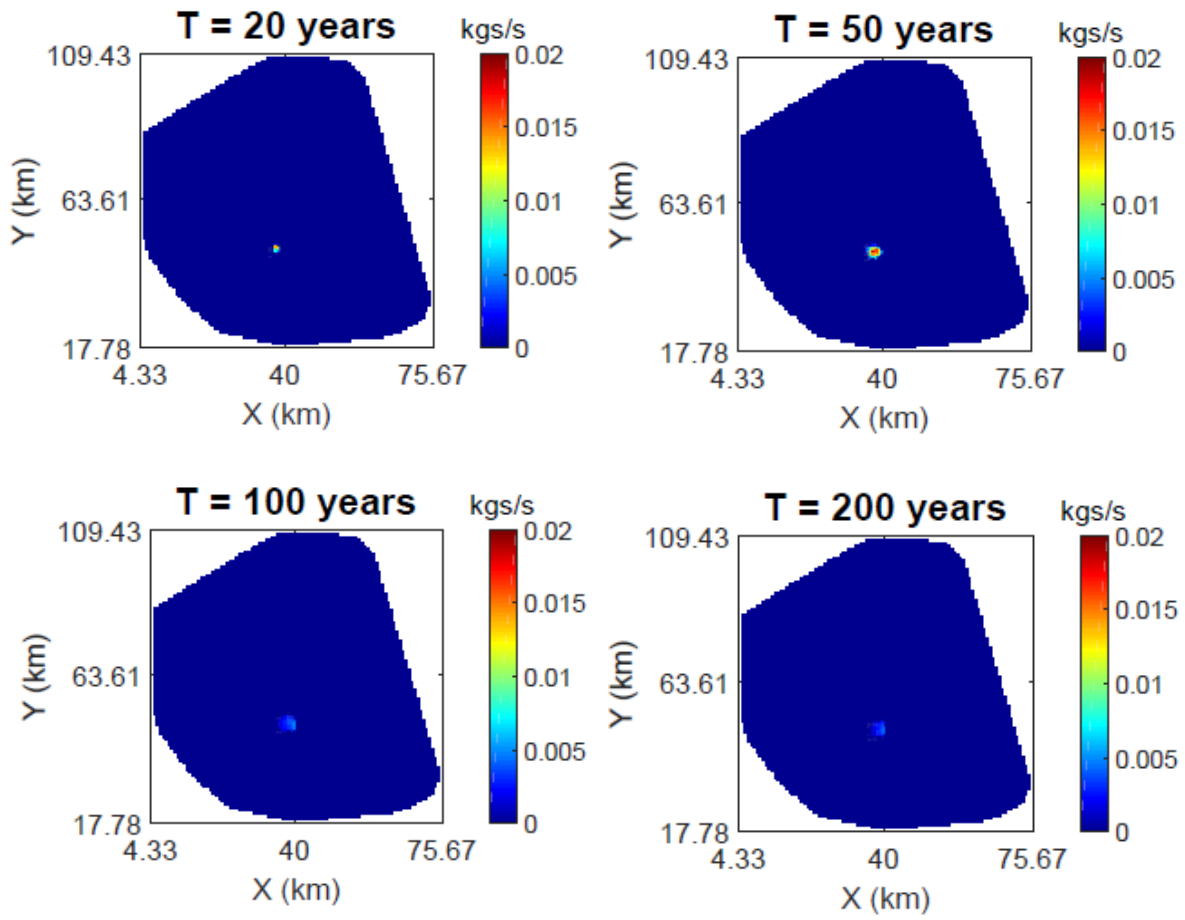 T = 20 years
kgs/s
109.43
63.61
17.78
Y (km)
4.33 40 75.67
X (km)
0.02
0.015
0.01
0.005
0
T = 50 years
kgs/s
109.43
63.61
17.78
Y (km)
4.33 40 75.67
X (km)
0.02
0.015
0.01
0.005
0
T = 100 years
kgs/s
109.43
63.61
17.78
Y (km)
4.33 40 75.67
X (km)
0.02
0.015
0.01
0.005
0
T = 200 years
kgs/s
109.43
63.61
17.78
Y (km)
4.33 40 75.67
X (km)
0.02
0.015
0.01
0.005
0